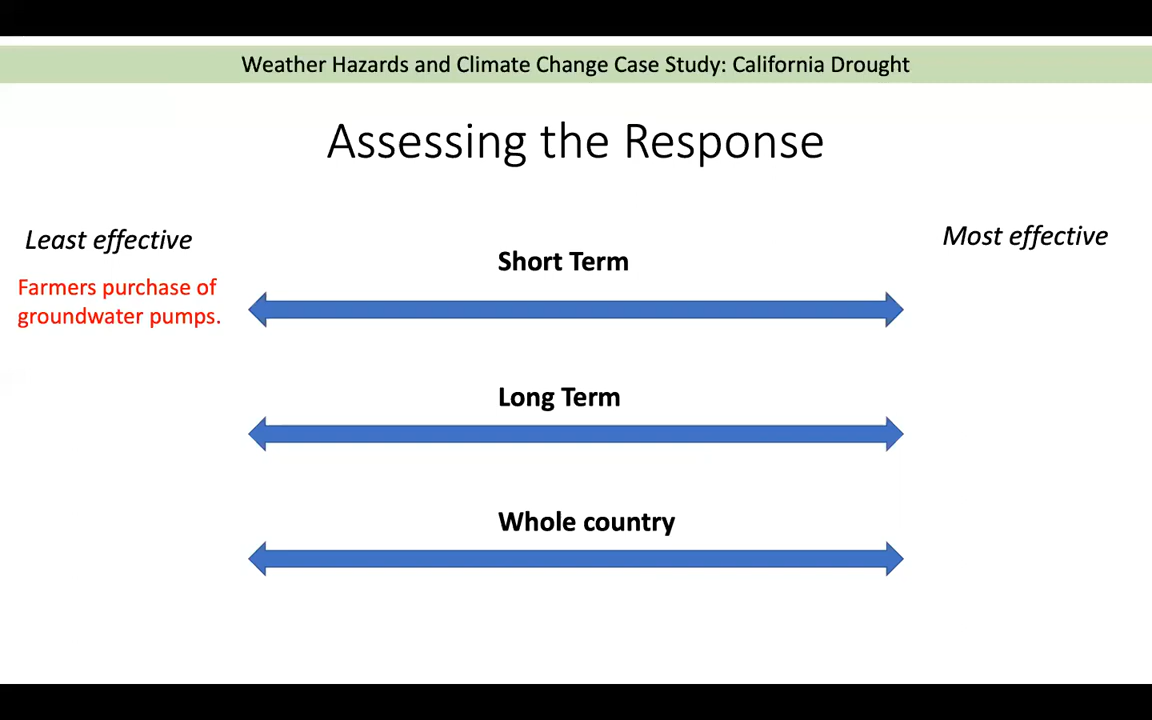 Weather Hazards and Climate Change Case Study: California Drought
Assessing the Response
Least effective
Most effective
Short Term
Farmers purchase of
groundwater pumps.
Long Term
Whole country